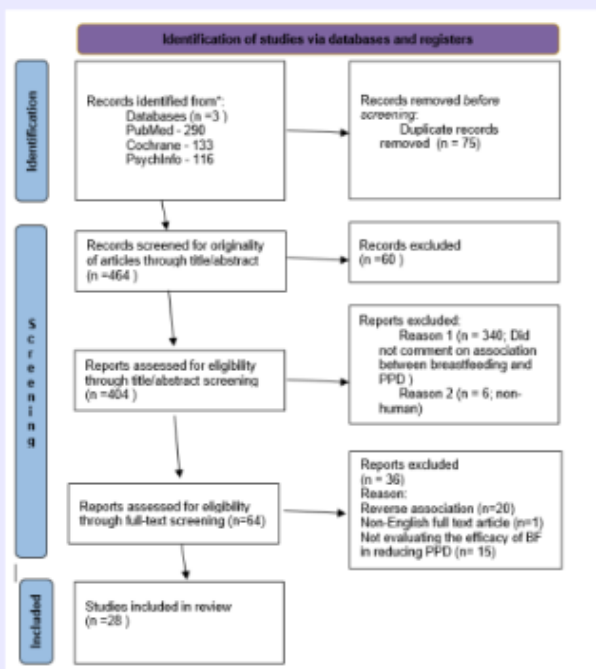 Identification of studies via databases and registers
Identification
Records identified from*:
Databases (n =3 )
PubMed - 290
Cochrane - 133
PsychInfo - 116
Records removed before
screening:
Duplicate records
removed (n = 75)
Screening
Records screened for originality
of articles through title/abstract
(n =464 )
Records excluded
(n =60 )
Reports assessed for eligibility
through title/abstract screening
(n =404 )
Reports excluded:
Reason 1 (n = 340; Did
not comment on association
between breastfeeding and
PPD )
Reason 2 (n = 6; non-
human)
Reports assessed for eligibility
through full-text screening (n=64)
Reports excluded
(n = 36)
Reason:
Reverse association (n=20)
Non-English full text article (n=1)
Not evaluating the efficacy of BF
in reducing PPD (n= 15)
Included
Studies included in review
(n =28 )